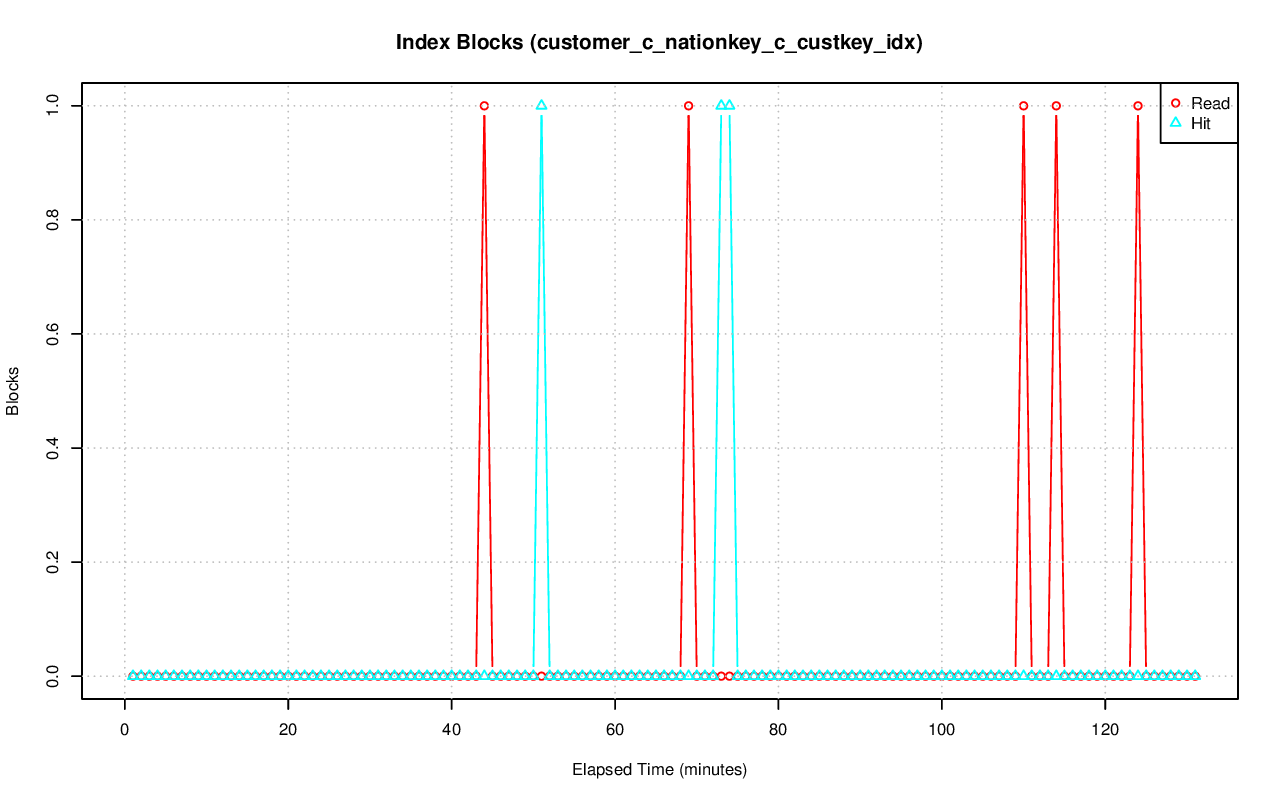 Index Blocks (customer_c_nationkey_c_custkey_idx)
Read
Hit
Blocks
1.0
0.8
0.6
0.4
0.2
0.0
0 20 40 60 80 100 120
Elapsed Time (minutes)